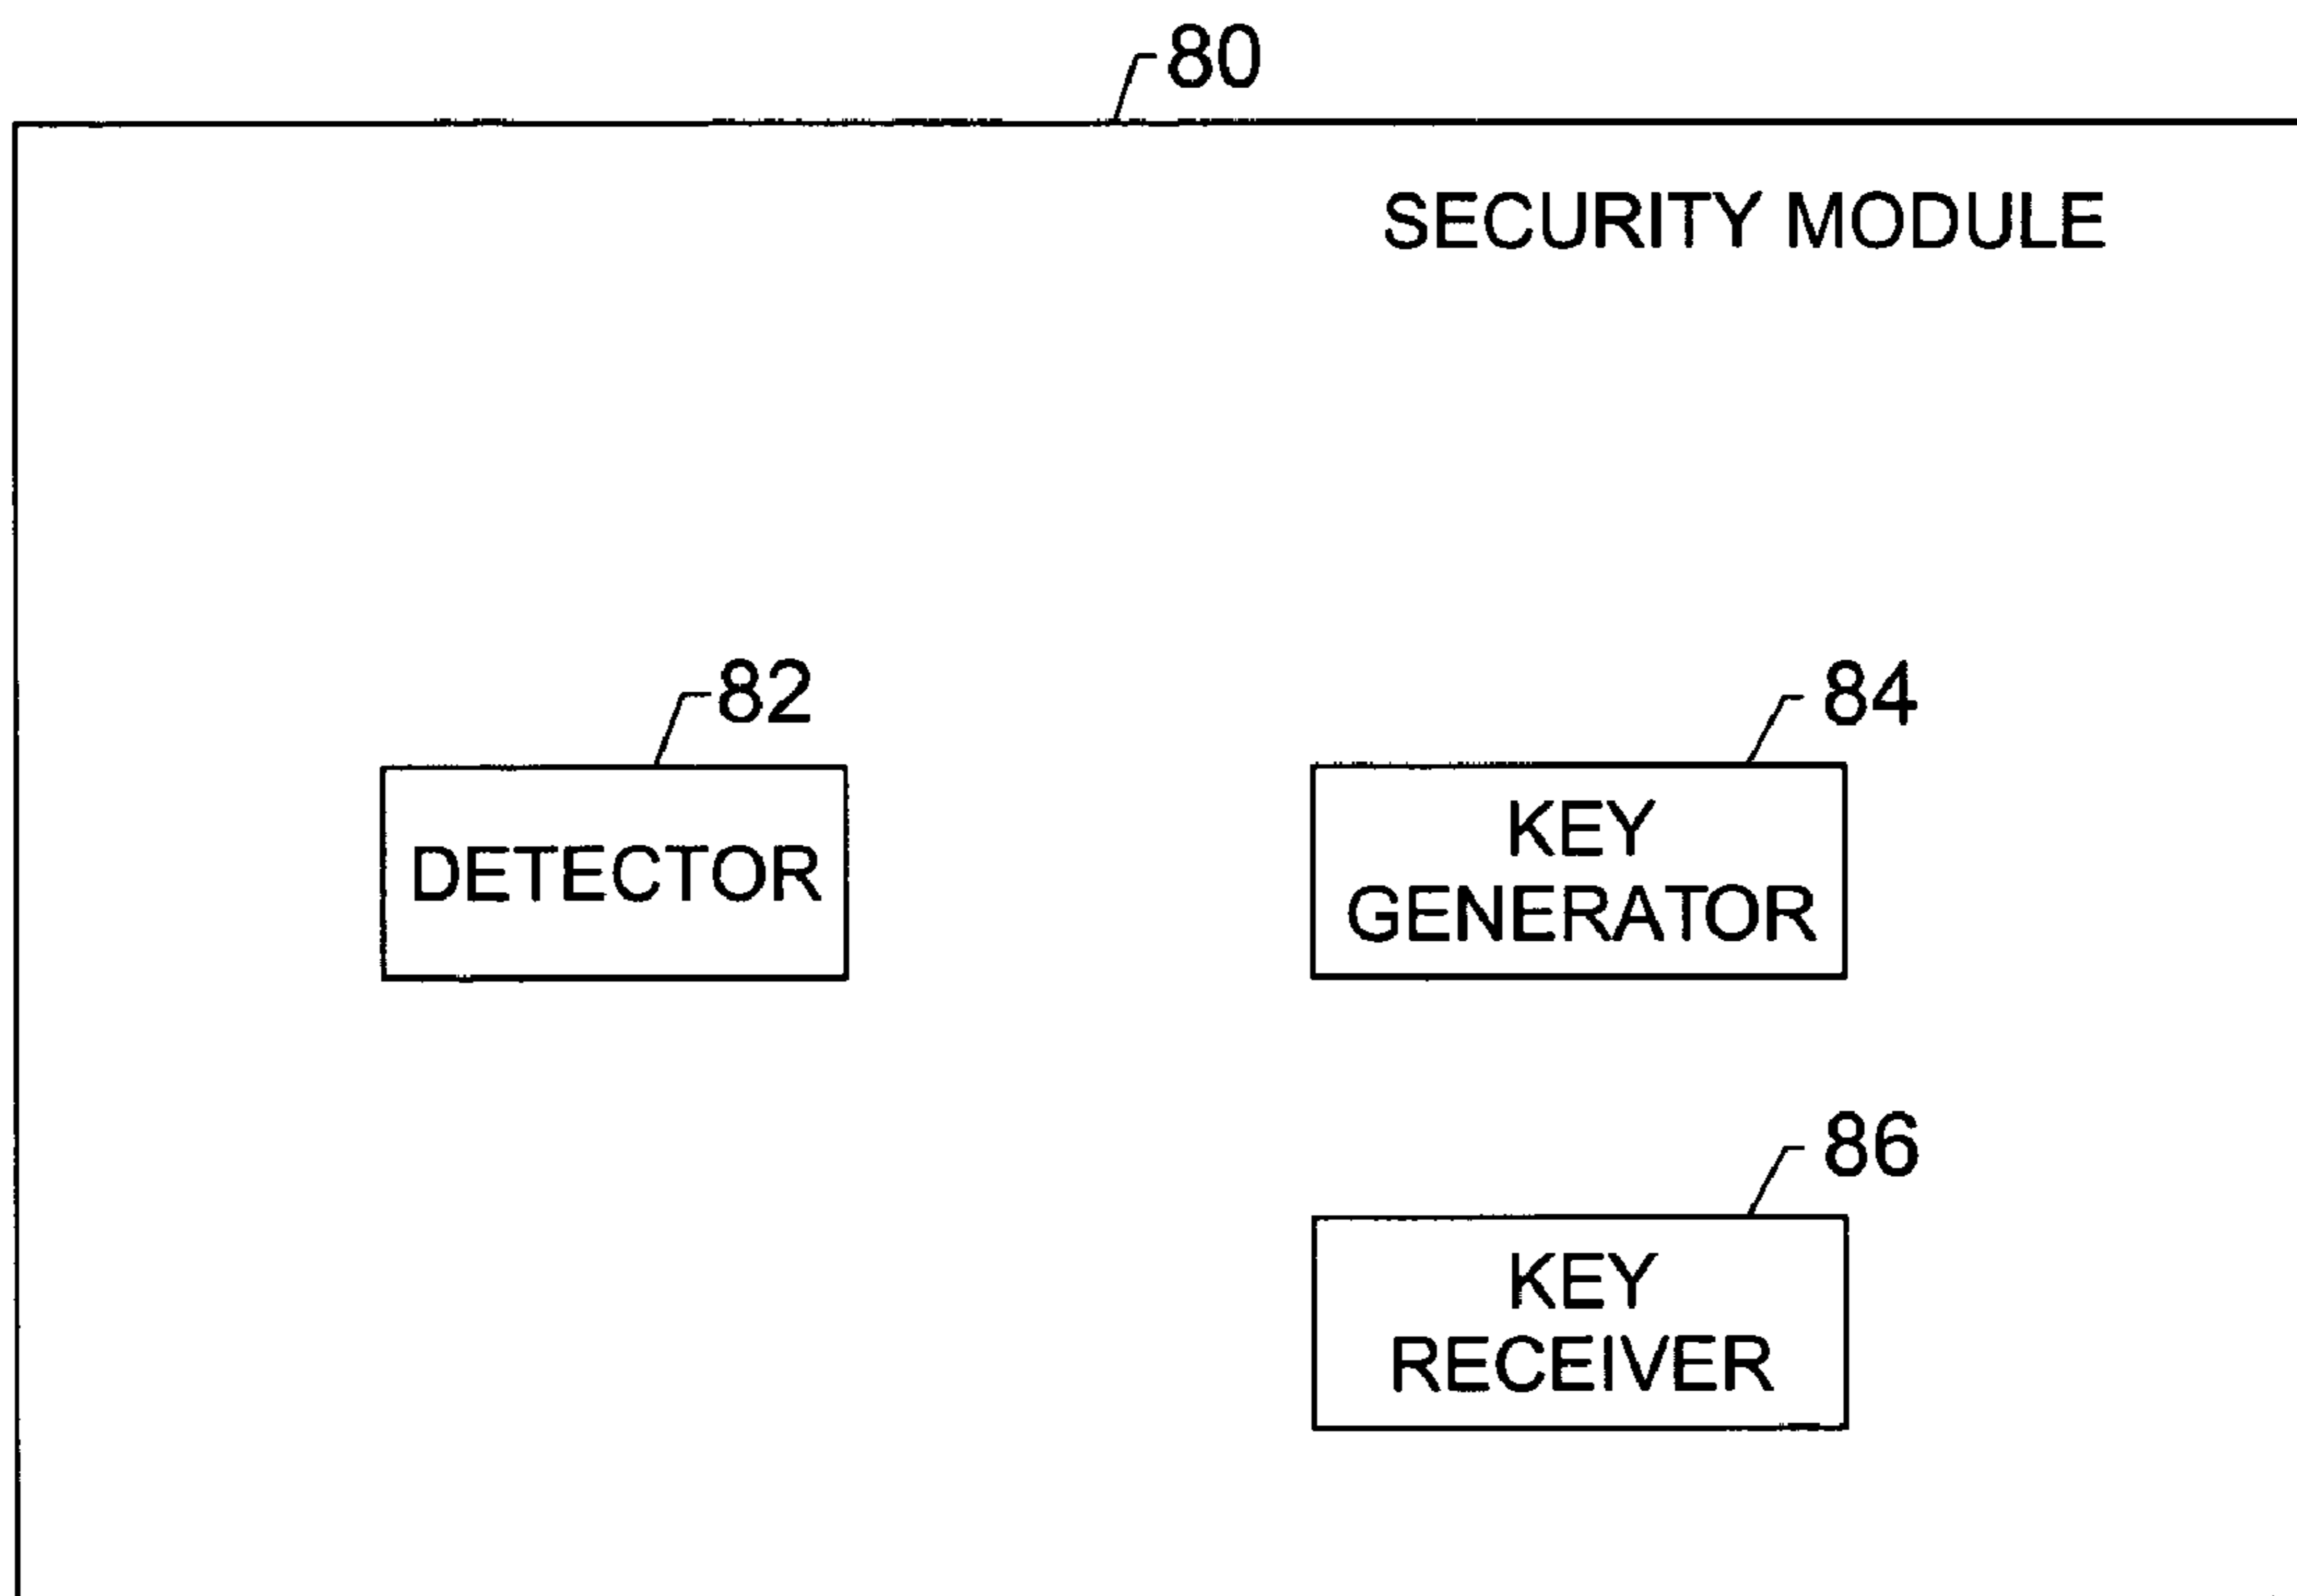 80
SECURITY MODULE
82
84
DETECTOR
KEY
GENERATOR
86
KEY
RECEIVER